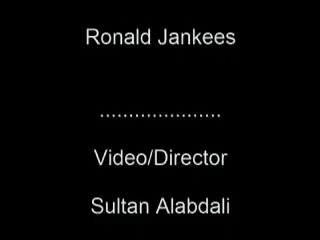 Ronald Jankees
.....................
Video/Director
Sultan Alabdali